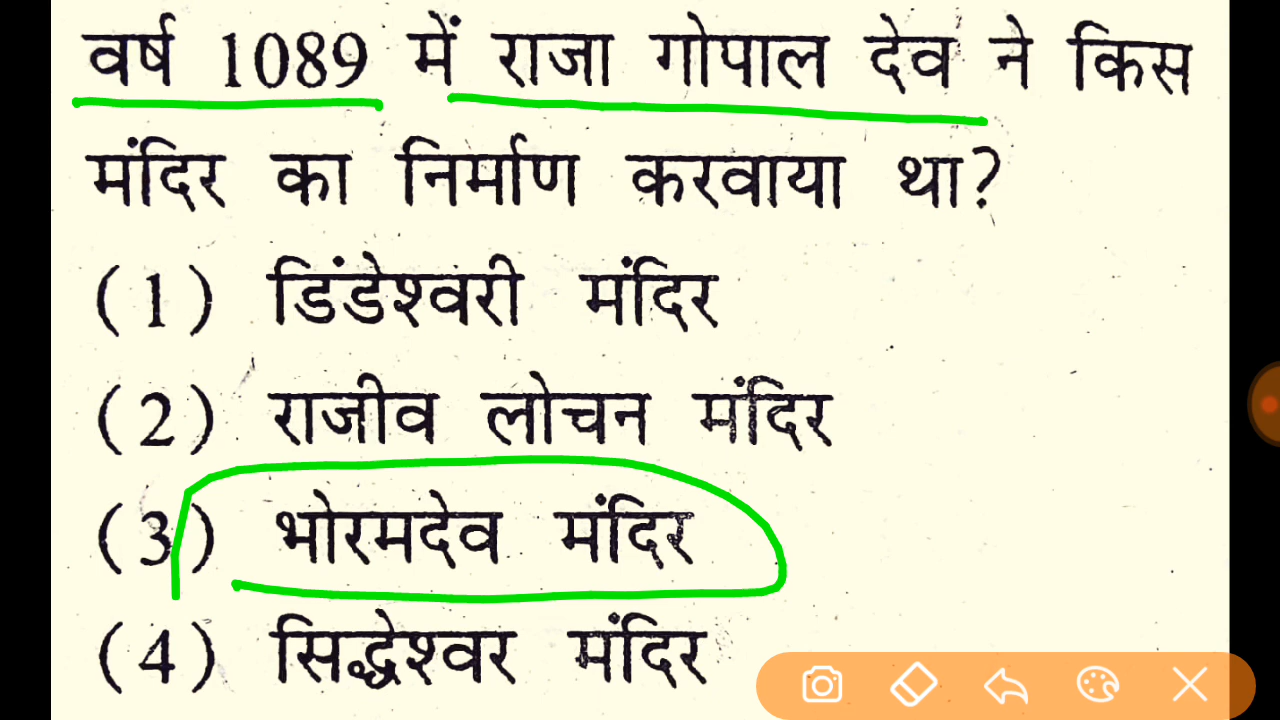 वर्ष 1089 में राजा गोपाल देव ने किस
मंदिर का निर्माण करवाया था?
(1) डिंडेश्वरी मंदिर
(2) राजीव लोचन मंदिर
(3) भोरमदेव मंदिर
(4) सिद्धेश्वर मंदिर